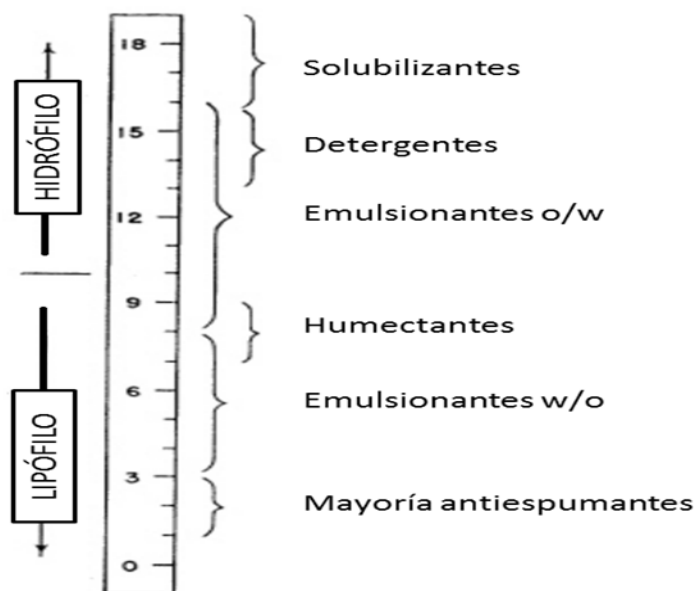 HIDRÓFILO
LIPÓFILO
18
15
12
9
6
3
0
Solubilizantes
Detergentes
Emulsionantes o/w
Humectantes
Emulsionantes w/o
Mayoría antiespumantes